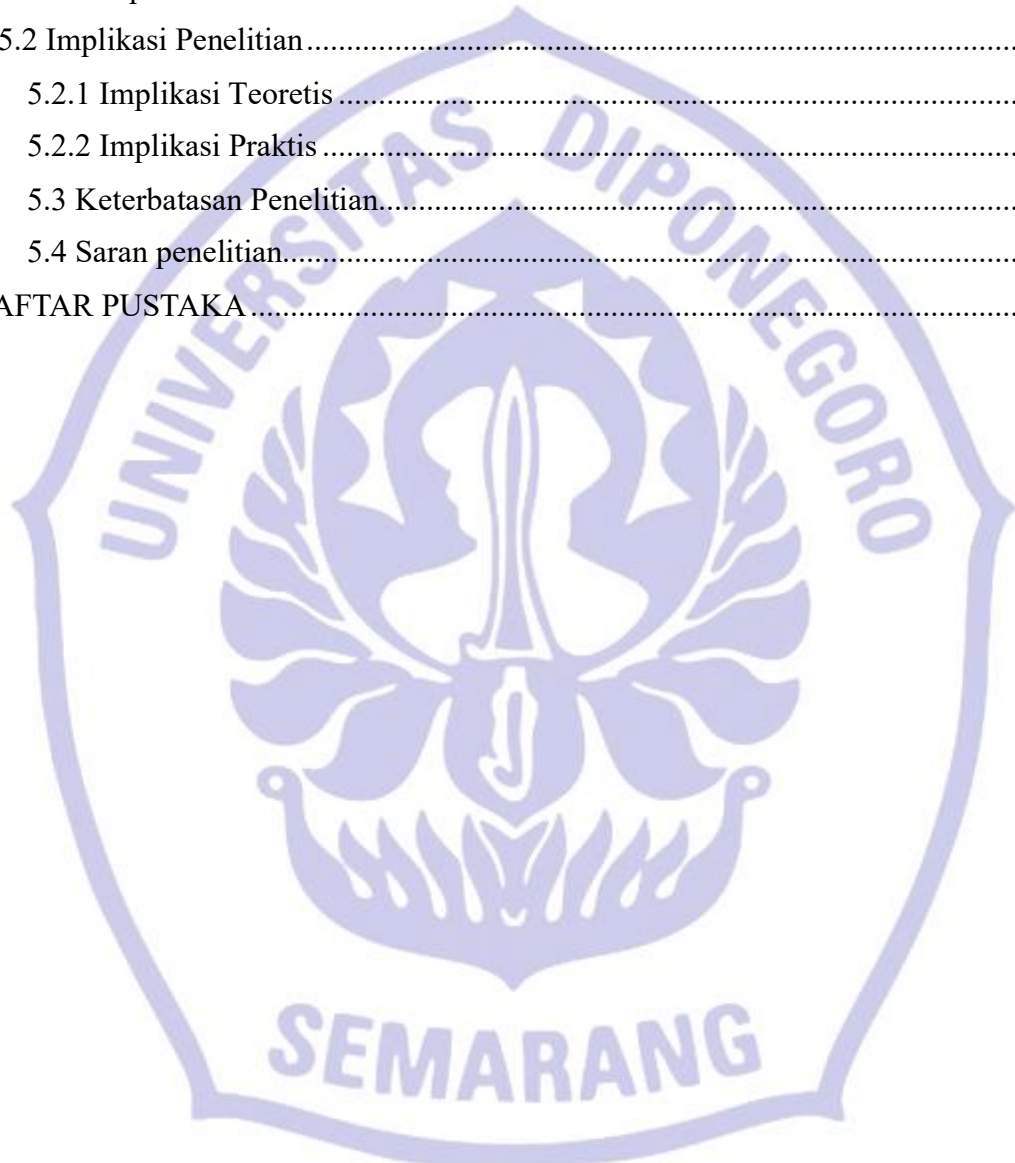 5.2 Implikasi Penelitian
5.2.1 Implikasi Teoretis
5.2.2 Implikasi Praktis
5.3 Keterbatasan Penelitian
5.4 Saran penelitian
AFTAR PUSTAKA
UNIVERSITAS DIPONEGORO
SEMARANG